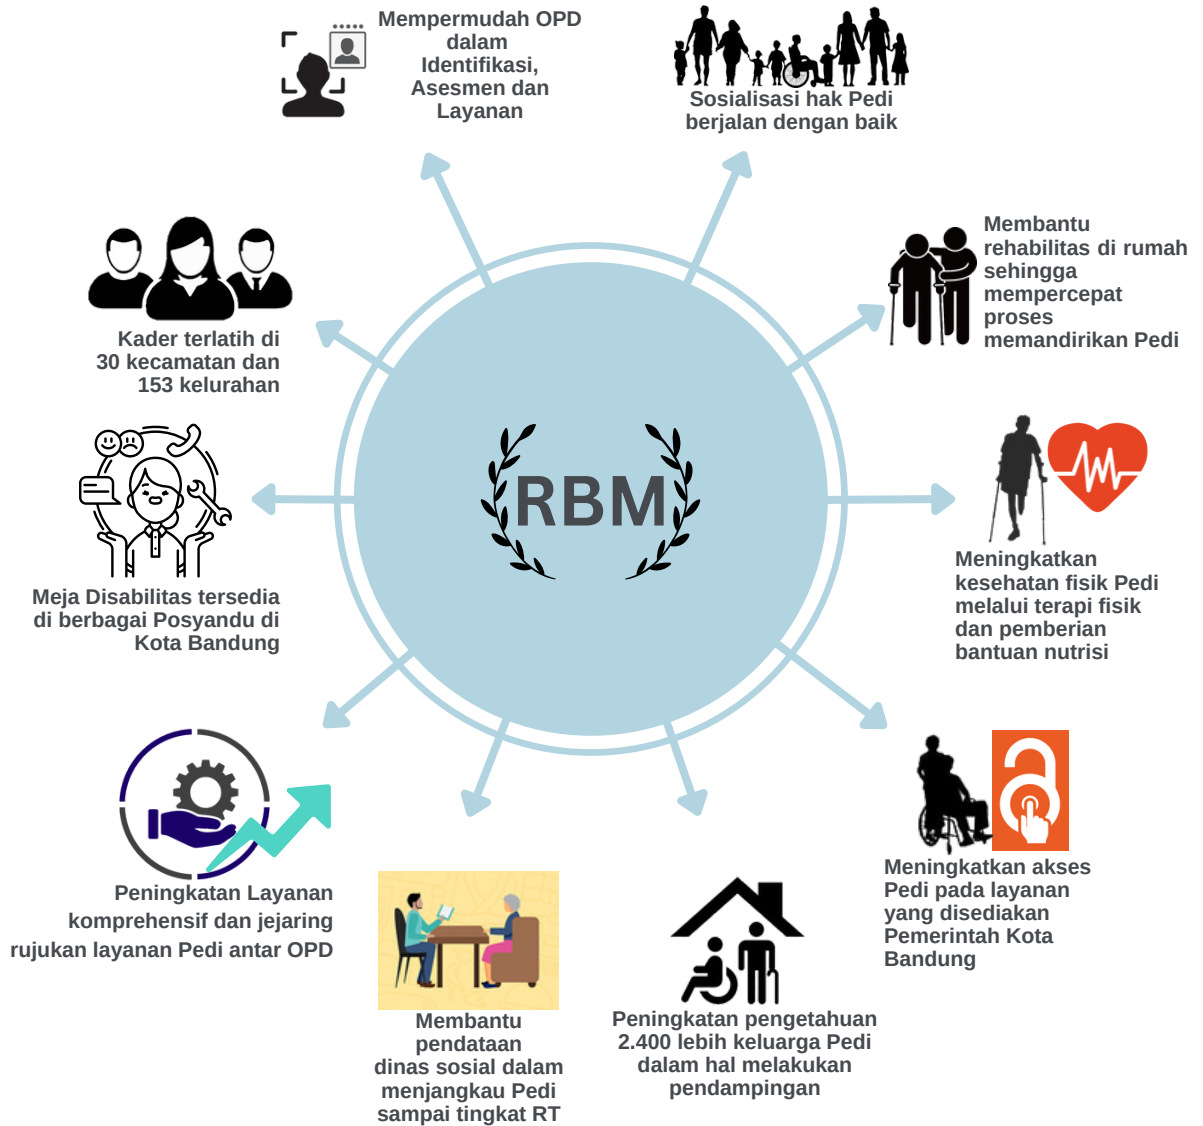 Mempermudah OPD
dalam
Identifikasi,
Asesmen dan
Layanan
Sosialisasi hak Pedi
berjalan dengan baik
Membantu
rehabilitas di rumah
sehingga
mempercepat
proses
memandirikan Pedi
Kader terlatih di
30 kecamatan dan
153 kelurahan
RBM
Meningkatkan
kesehatan fisik Pedi
melalui terapi fisik
dan pemberian
bantuan nutrisi
Meja Disabilitas tersedia
di berbagai Posyandu di
Kota Bandung
Meningkatkan akses
Pedi pada layanan
yang disediakan
Pemerintah Kota
Bandung
Peningkatan Layanan
komprehensif dan jejaring
rujukan layanan Pedi antar OPD
Membantu
pendataan
dinas sosial dalam
menjangkau Pedi
sampai tingkat RT
Peningkatan pengetahuan
2.400 lebih keluarga Pedi
dalam hal melakukan
pendampingan